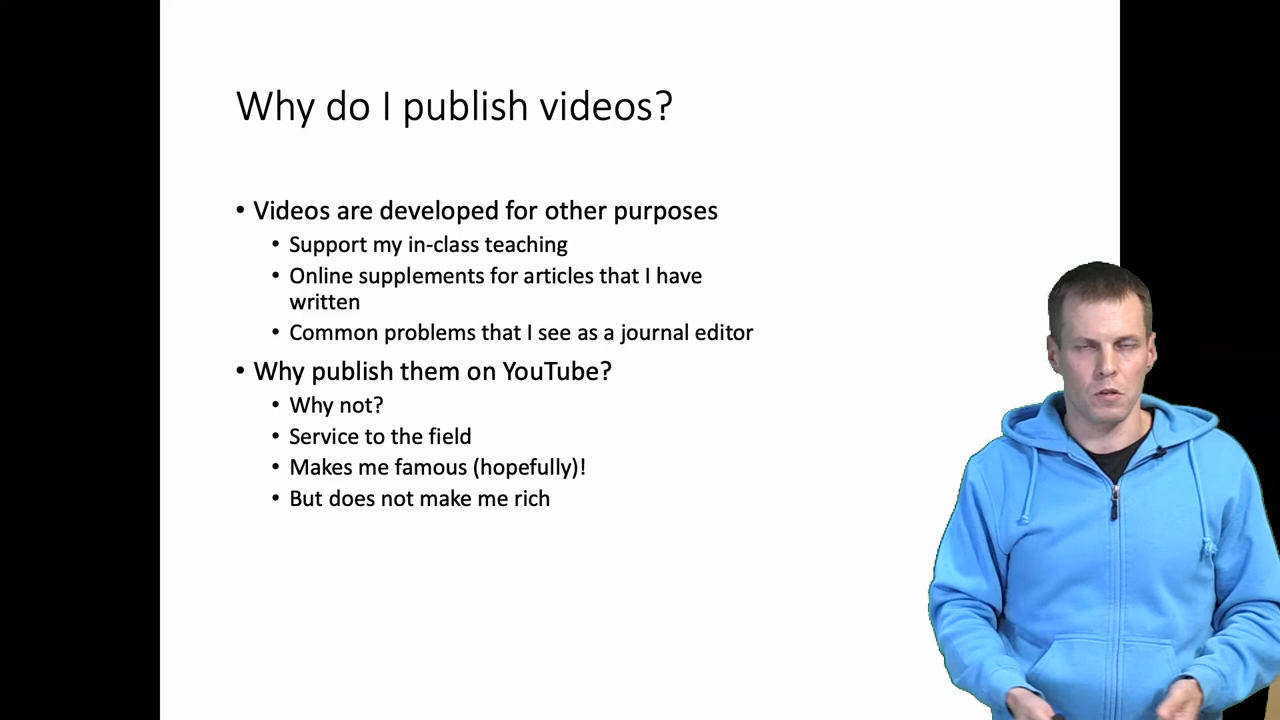 Why do I publish videos?
• Videos are developed for other purposes
• Support my in-class teaching
• Online supplements for articles that I have
written
• Common problems that I see as a journal editor
• Why publish them on YouTube?
• Why not?
• Service to the field
• Makes me famous (hopefully)!
• But does not make me rich